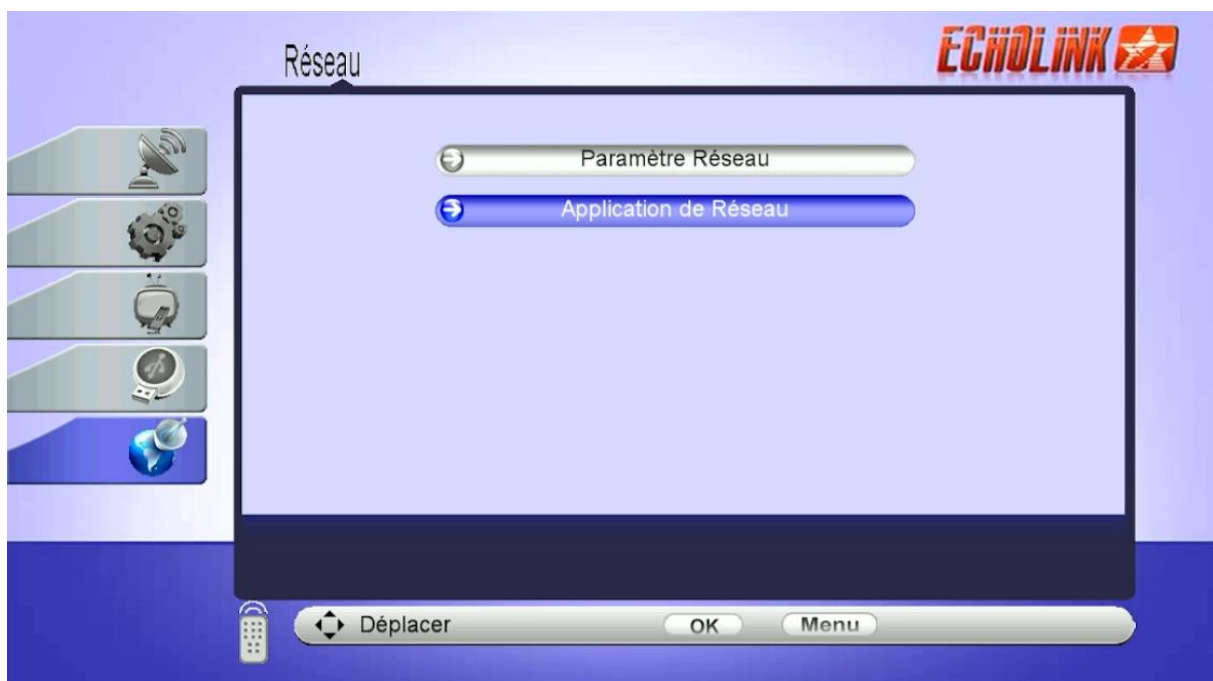 Réseau
ECHOLINK
Paramètre Réseau
Application de Réseau
Déplacer OK Menu